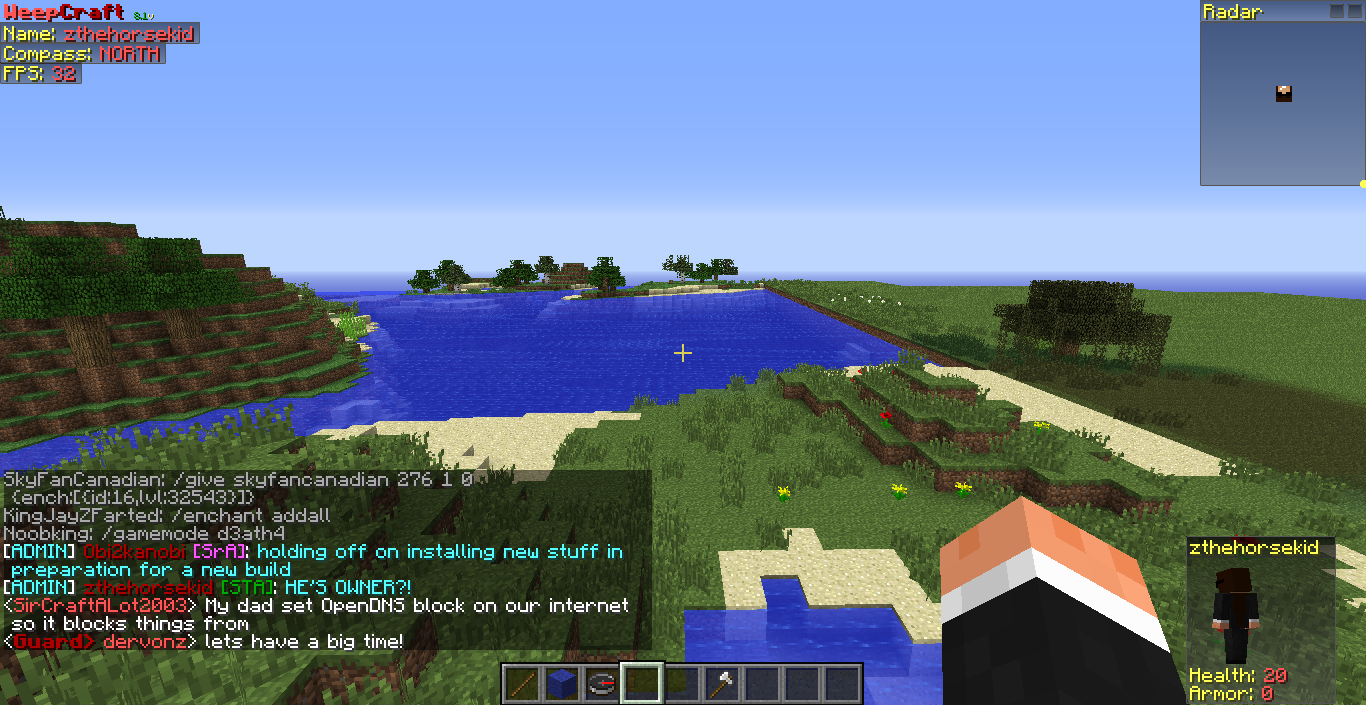 WeepCraft 8.1v
Name: zthehorsekid
Compass: NORTH
FPS: 32
Radar
SkyFanCanadian: /give skyfancanadian 276 1 0
{ench:[{id:16,lvl:32543}]}
KingJayZFarted: /enchant addall
Noobking: /gamemode d3ath4
[ADMIN] Obi2kanobi [SrA]: holding off on installing new stuff in
preparation for a new build
[ADMIN] zthehorsekid [STA]: HE'S OWNER?!
<SirCraftALot2003> My dad set OpenDNS block on our internet
so it blocks things from
<Guard> dervonz> lets have a big time!
zthehorsekid
Health: 20
Armor: 0